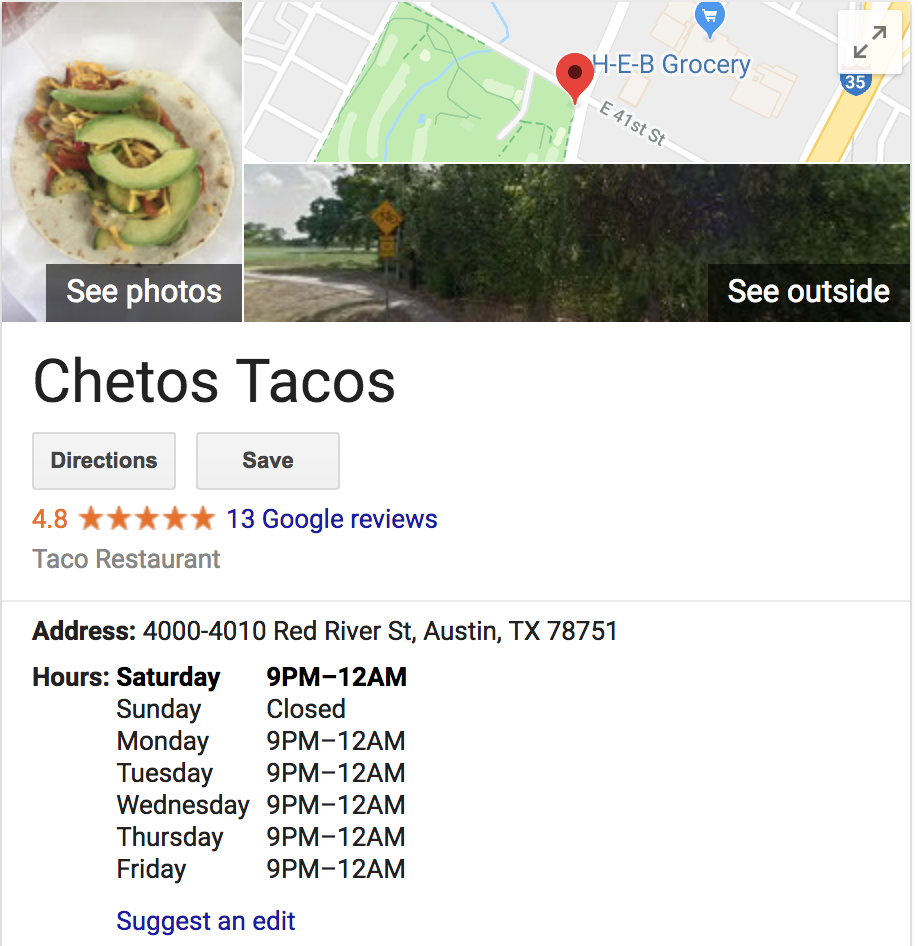 H-E-B Grocery
35
E 41st St
See photos
See outside
Chetos Tacos
Directions
Save
4.8 13 Google reviews
Taco Restaurant
Address: 4000-4010 Red River St, Austin, TX 78751
Hours: Saturday 9PM–12AM
Sunday Closed
Monday 9PM–12AM
Tuesday 9PM–12AM
Wednesday 9PM–12AM
Thursday 9PM–12AM
Friday 9PM–12AM
Suggest an edit